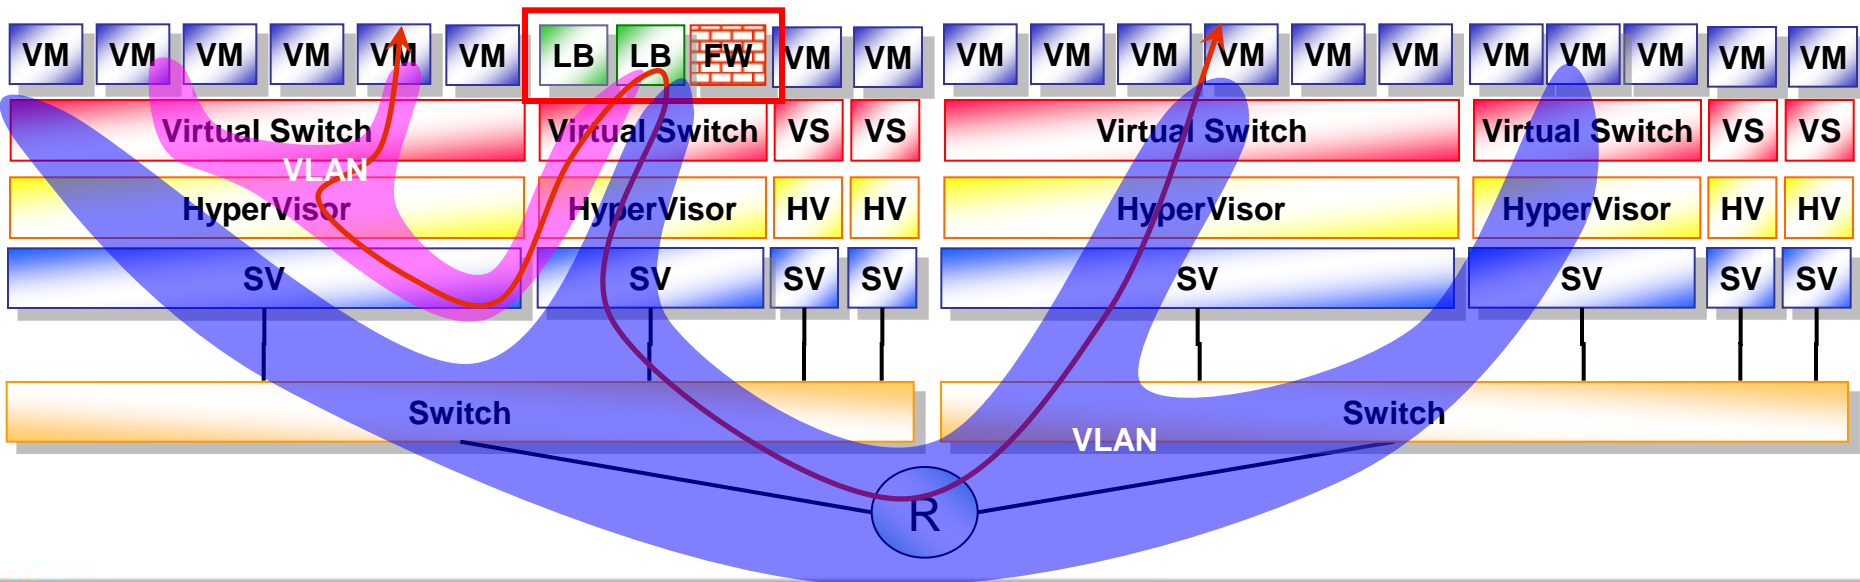 VM VM VM VM VM VM LB LB FW VM VM VM VM VM VM VM VM VM VM VM VM VM
Virtual Switch Virtual Switch VS VS Virtual Switch Virtual Switch VS VS
VLAN
HyperVisor HyperVisor HV HV HyperVisor HyperVisor HV HV
SV SV SV SV SV SV SV SV
Switch Switch
VLAN
R